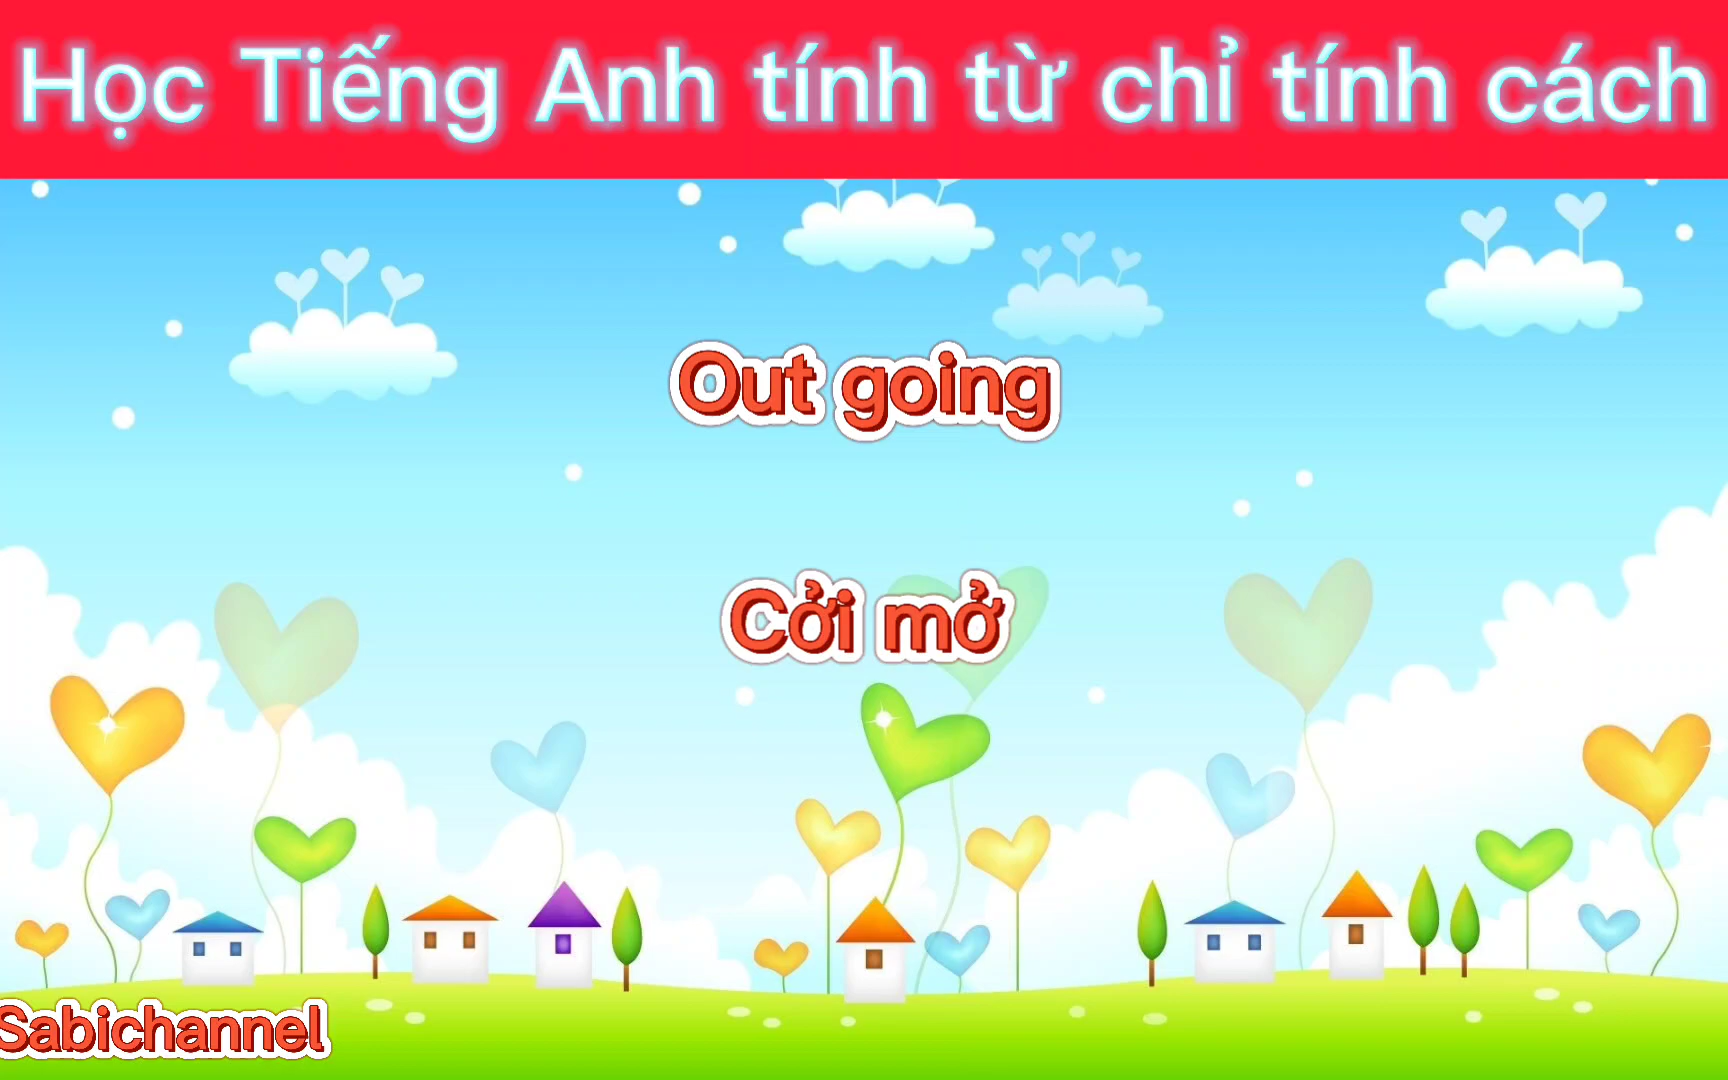 Học Tiếng Anh tính từ chỉ tính cách
Out going
Cởi mở
Sabichannel